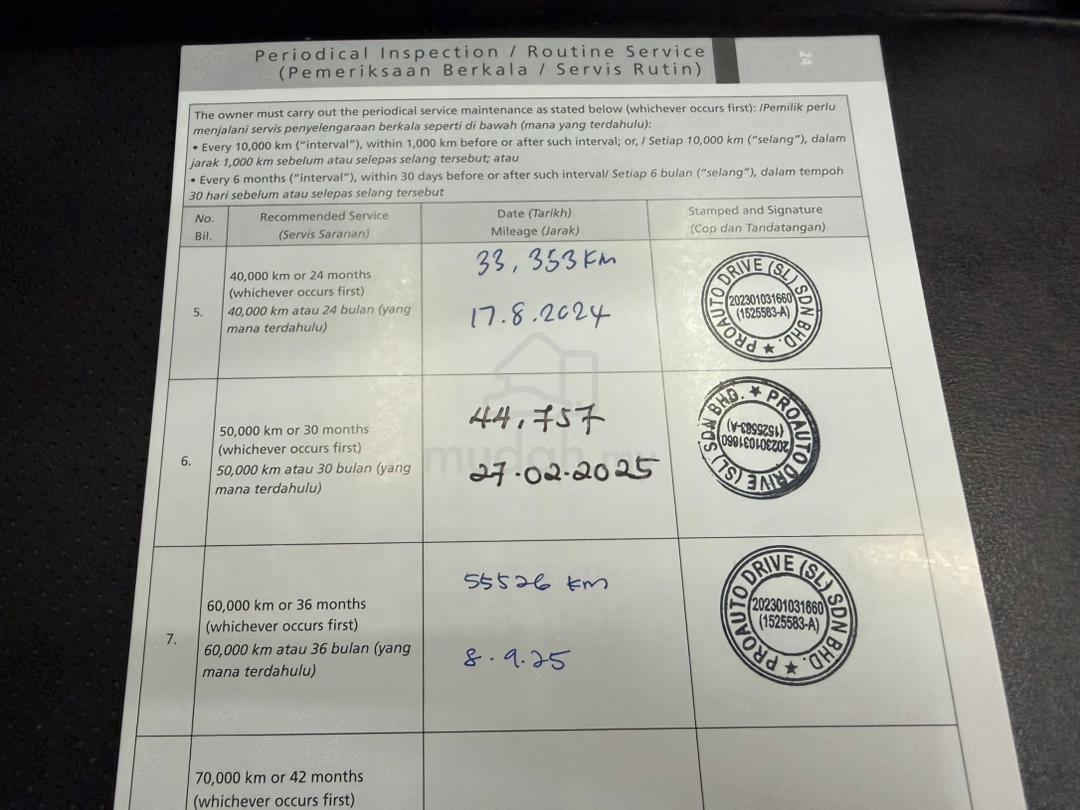 Periodical Inspection / Routine Service
(Pemeriksaan Berkala / Servis Rutin)
24
The owner must carry out the periodical service maintenance as stated below (whichever occurs first): /Pemilik perlu
menjalani servis penyelengaraan berkala seperti di bawah (mana yang terdahulu):
• Every 10,000 km (“interval”), within 1,000 km before or after such interval; or, / Setiap 10,000 km (“selang”), dalam
jarak 1,000 km sebelum atau selepas selang tersebut; atau
• Every 6 months (“interval”), within 30 days before or after such interval/ Setiap 6 bulan (“selang”), dalam tempoh
30 hari sebelum atau selepas selang tersebut
No.
Bil.
Recommended Service
(Servis Saranan)
Date (Tarikh)
Mileage (Jarak)
Stamped and Signature
(Cop dan Tandatangan)
5.
40,000 km or 24 months
(whichever occurs first)
40,000 km atau 24 bulan (yang
mana terdahulu)
33,353 km
17.8.2024
PROAUTO DRIVE (SL) SDN BHD. ★
202301031660
(1525583-A)
6.
50,000 km or 30 months
(whichever occurs first)
50,000 km atau 30 bulan (yang
mana terdahulu)
44,757
27.02.2025
PROAUTO DRIVE (SL) SDN BHD. ★
202301031660
(1525583-A)
mudah.my
7.
60,000 km or 36 months
(whichever occurs first)
60,000 km atau 36 bulan (yang
mana terdahulu)
55526 km
8.9.25
PROAUTO DRIVE (SL) SDN BHD. ★
202301031660
(1525583-A)
70,000 km or 42 months
(whichever occurs first)